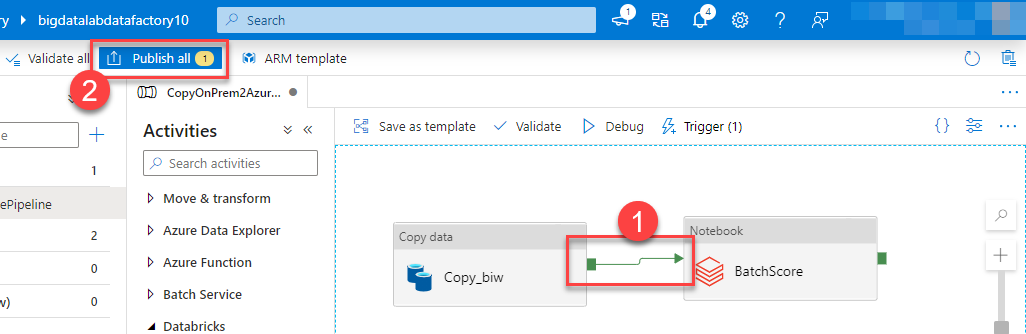 ry > bigdatalabdatafactory10
Search
1
4
Validate all
Publish all 1
ARM template
2
CopyOnPrem2Azur...
e
Activities
Save as template
Validate
Debug
Trigger (1)
{}
1
Search activities
ePipeline
Move & transform
1
2
Azure Data Explorer
Copy data
Notebook
0
Azure Function
Copy_biw
BatchScore
w) 0
Batch Service
Databricks